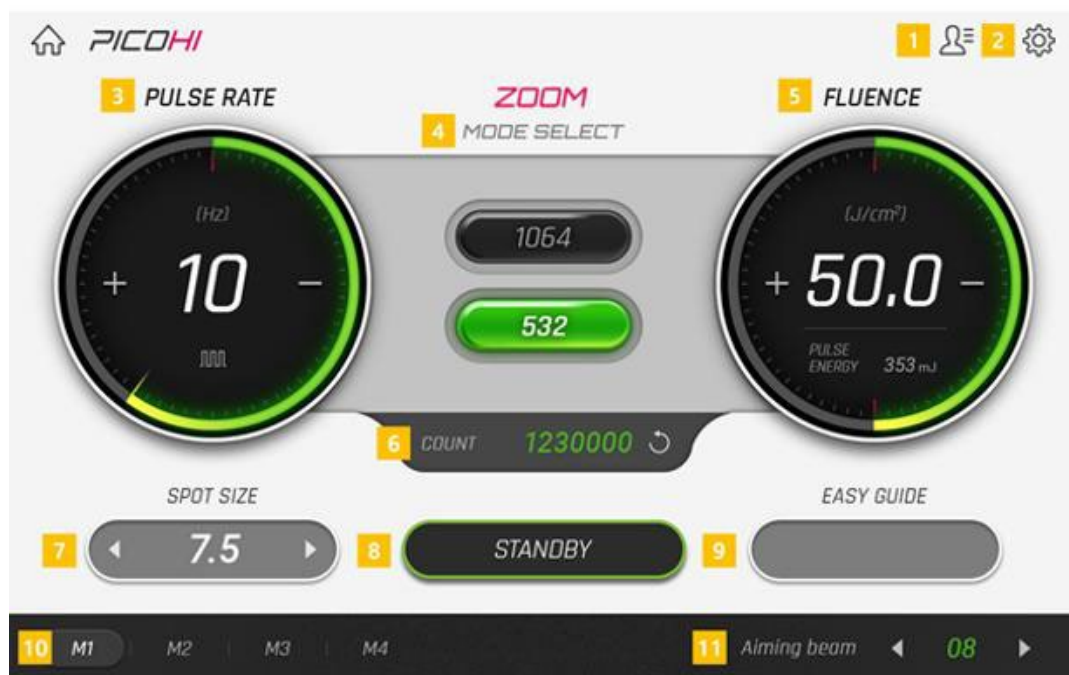 PICOHI
1
2
3 PULSE RATE
ZOOM
4 MODE SELECT
5 FLUENCE
(Hz)
+ 10 −
1064
532
(J/cm²)
+ 50.0 −
PULSE
ENERGY 353 mJ
6 COUNT 1230000
SPOT SIZE
7 7.5
8 STANDBY
EASY GUIDE
9
10 M1 M2 M3 M4
11 Aiming beam 08